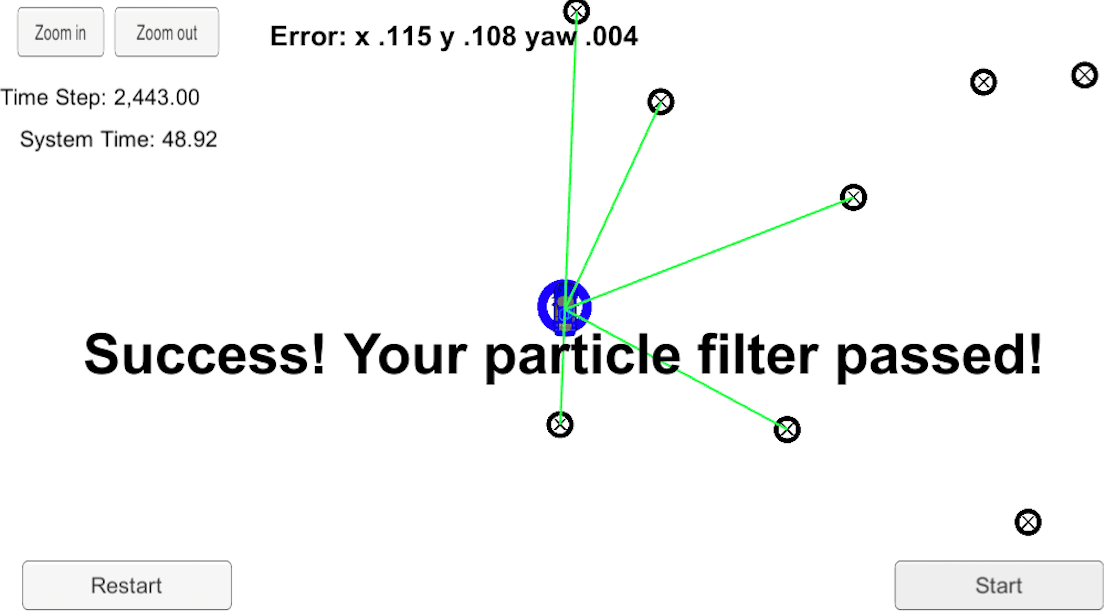 Zoom in
Zoom out
Error: x .115 y .108 yaw .004
Time Step: 2,443.00
System Time: 48.92
Success! Your particle filter passed!
Restart
Start